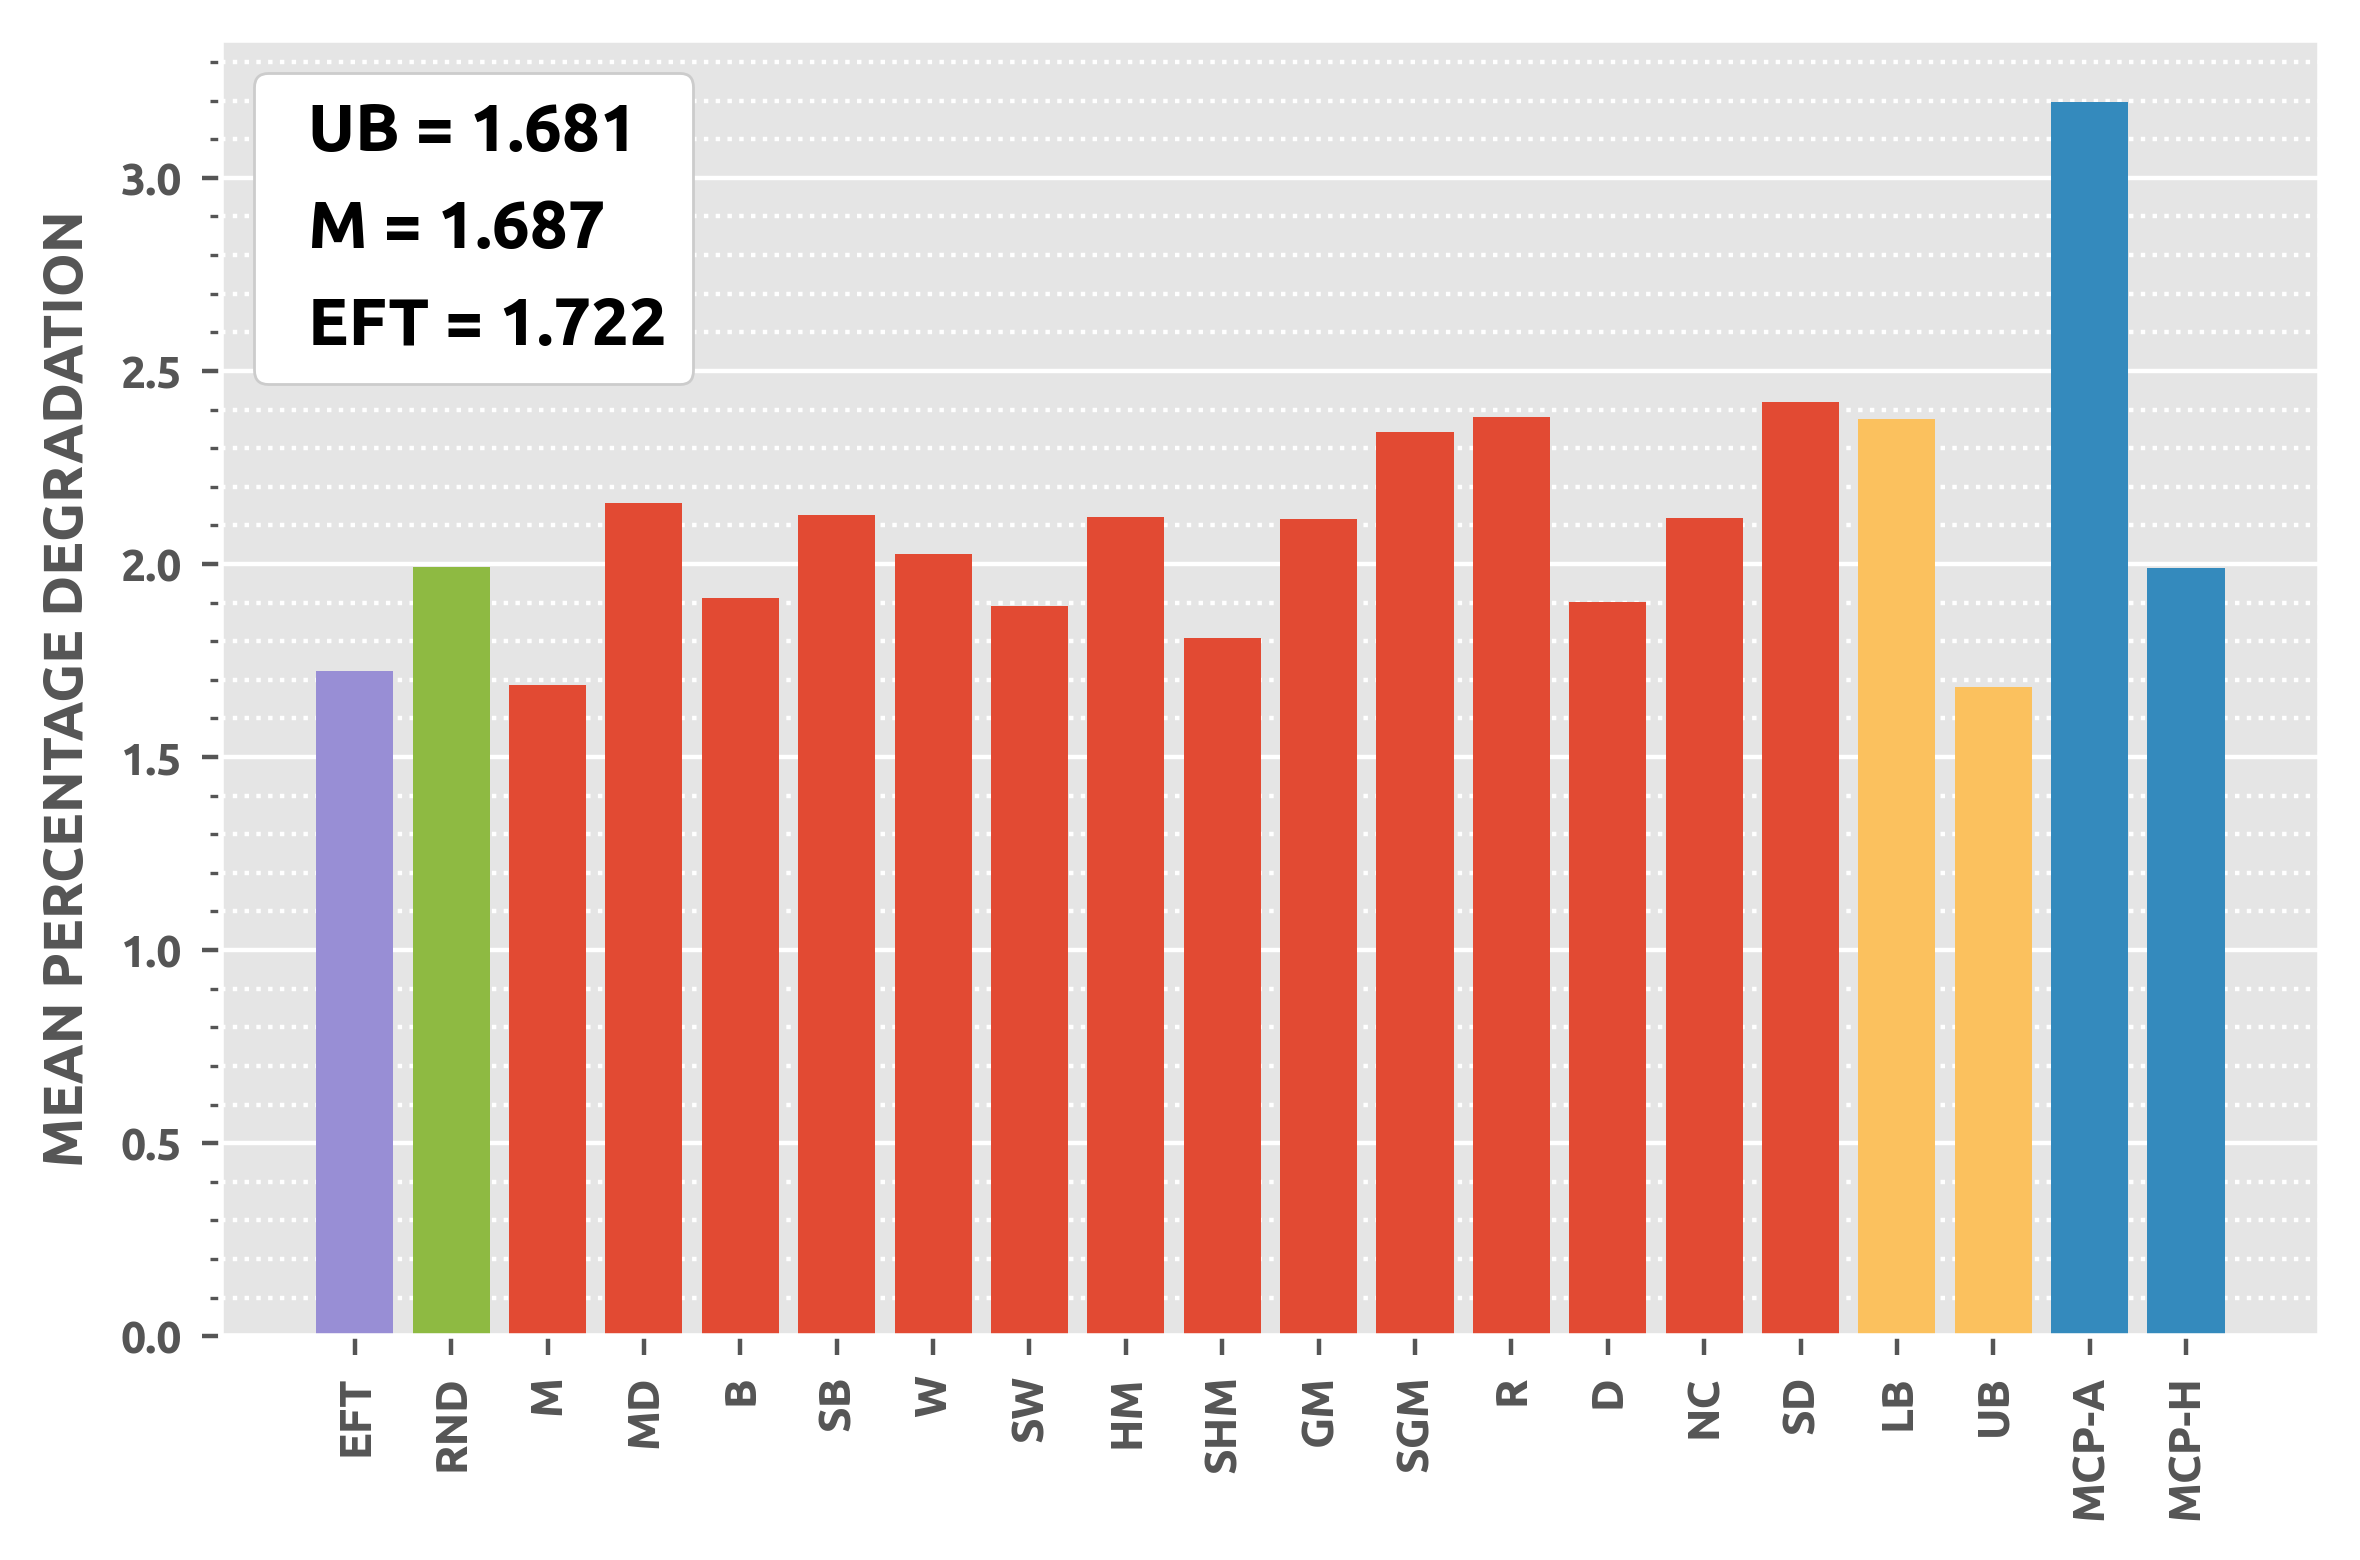 UB = 1.681
M = 1.687
EFT = 1.722
MEAN PERCENTAGE DEGRADATION
3.0
2.5
2.0
1.5
1.0
0.5
0.0
EFT
RND
M
MD
B
SB
W
SW
HM
SHM
GM
SGM
R
D
NC
SD
LB
UB
MCP-A
MCP-H